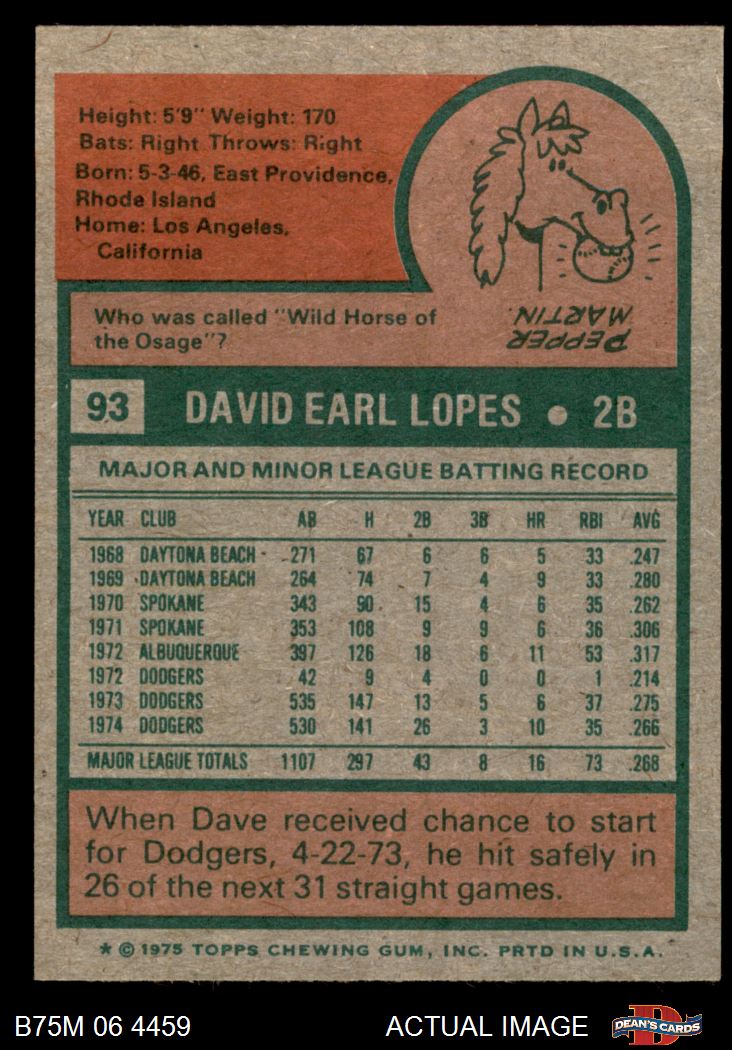 Height: 5'9" Weight: 170
Bats: Right Throws: Right
Born: 5-3-46, East Providence,
Rhode Island
Home: Los Angeles,
California
Who was called "Wild Horse of
the Osage"?
PEPPER
MARTIN.
93 DAVID EARL LOPES • 2B
MAJOR AND MINOR LEAGUE BATTING RECORD
YEAR CLUB AB H 2B 3B HR RBI AVG
1968 DAYTONA BEACH 271 67 6 6 5 33 .247
1969 DAYTONA BEACH 264 74 7 4 9 33 .280
1970 SPOKANE 343 90 15 4 6 35 .262
1971 SPOKANE 353 108 9 9 6 36 .306
1972 ALBUQUERQUE 397 126 18 6 11 53 .317
1972 DODGERS 42 9 4 0 0 1 .214
1973 DODGERS 535 147 13 5 6 37 .275
1974 DODGERS 530 141 26 3 10 35 .266
MAJOR LEAGUE TOTALS 1107 297 43 8 16 73 .268
When Dave received chance to start
for Dodgers, 4-22-73, he hit safely in
26 of the next 31 straight games.
* © 1975 TOPPS CHEWING GUM, INC. PRTD IN U.S.A.
B75M 06 4459 ACTUAL IMAGE D DEAN'S CARDS